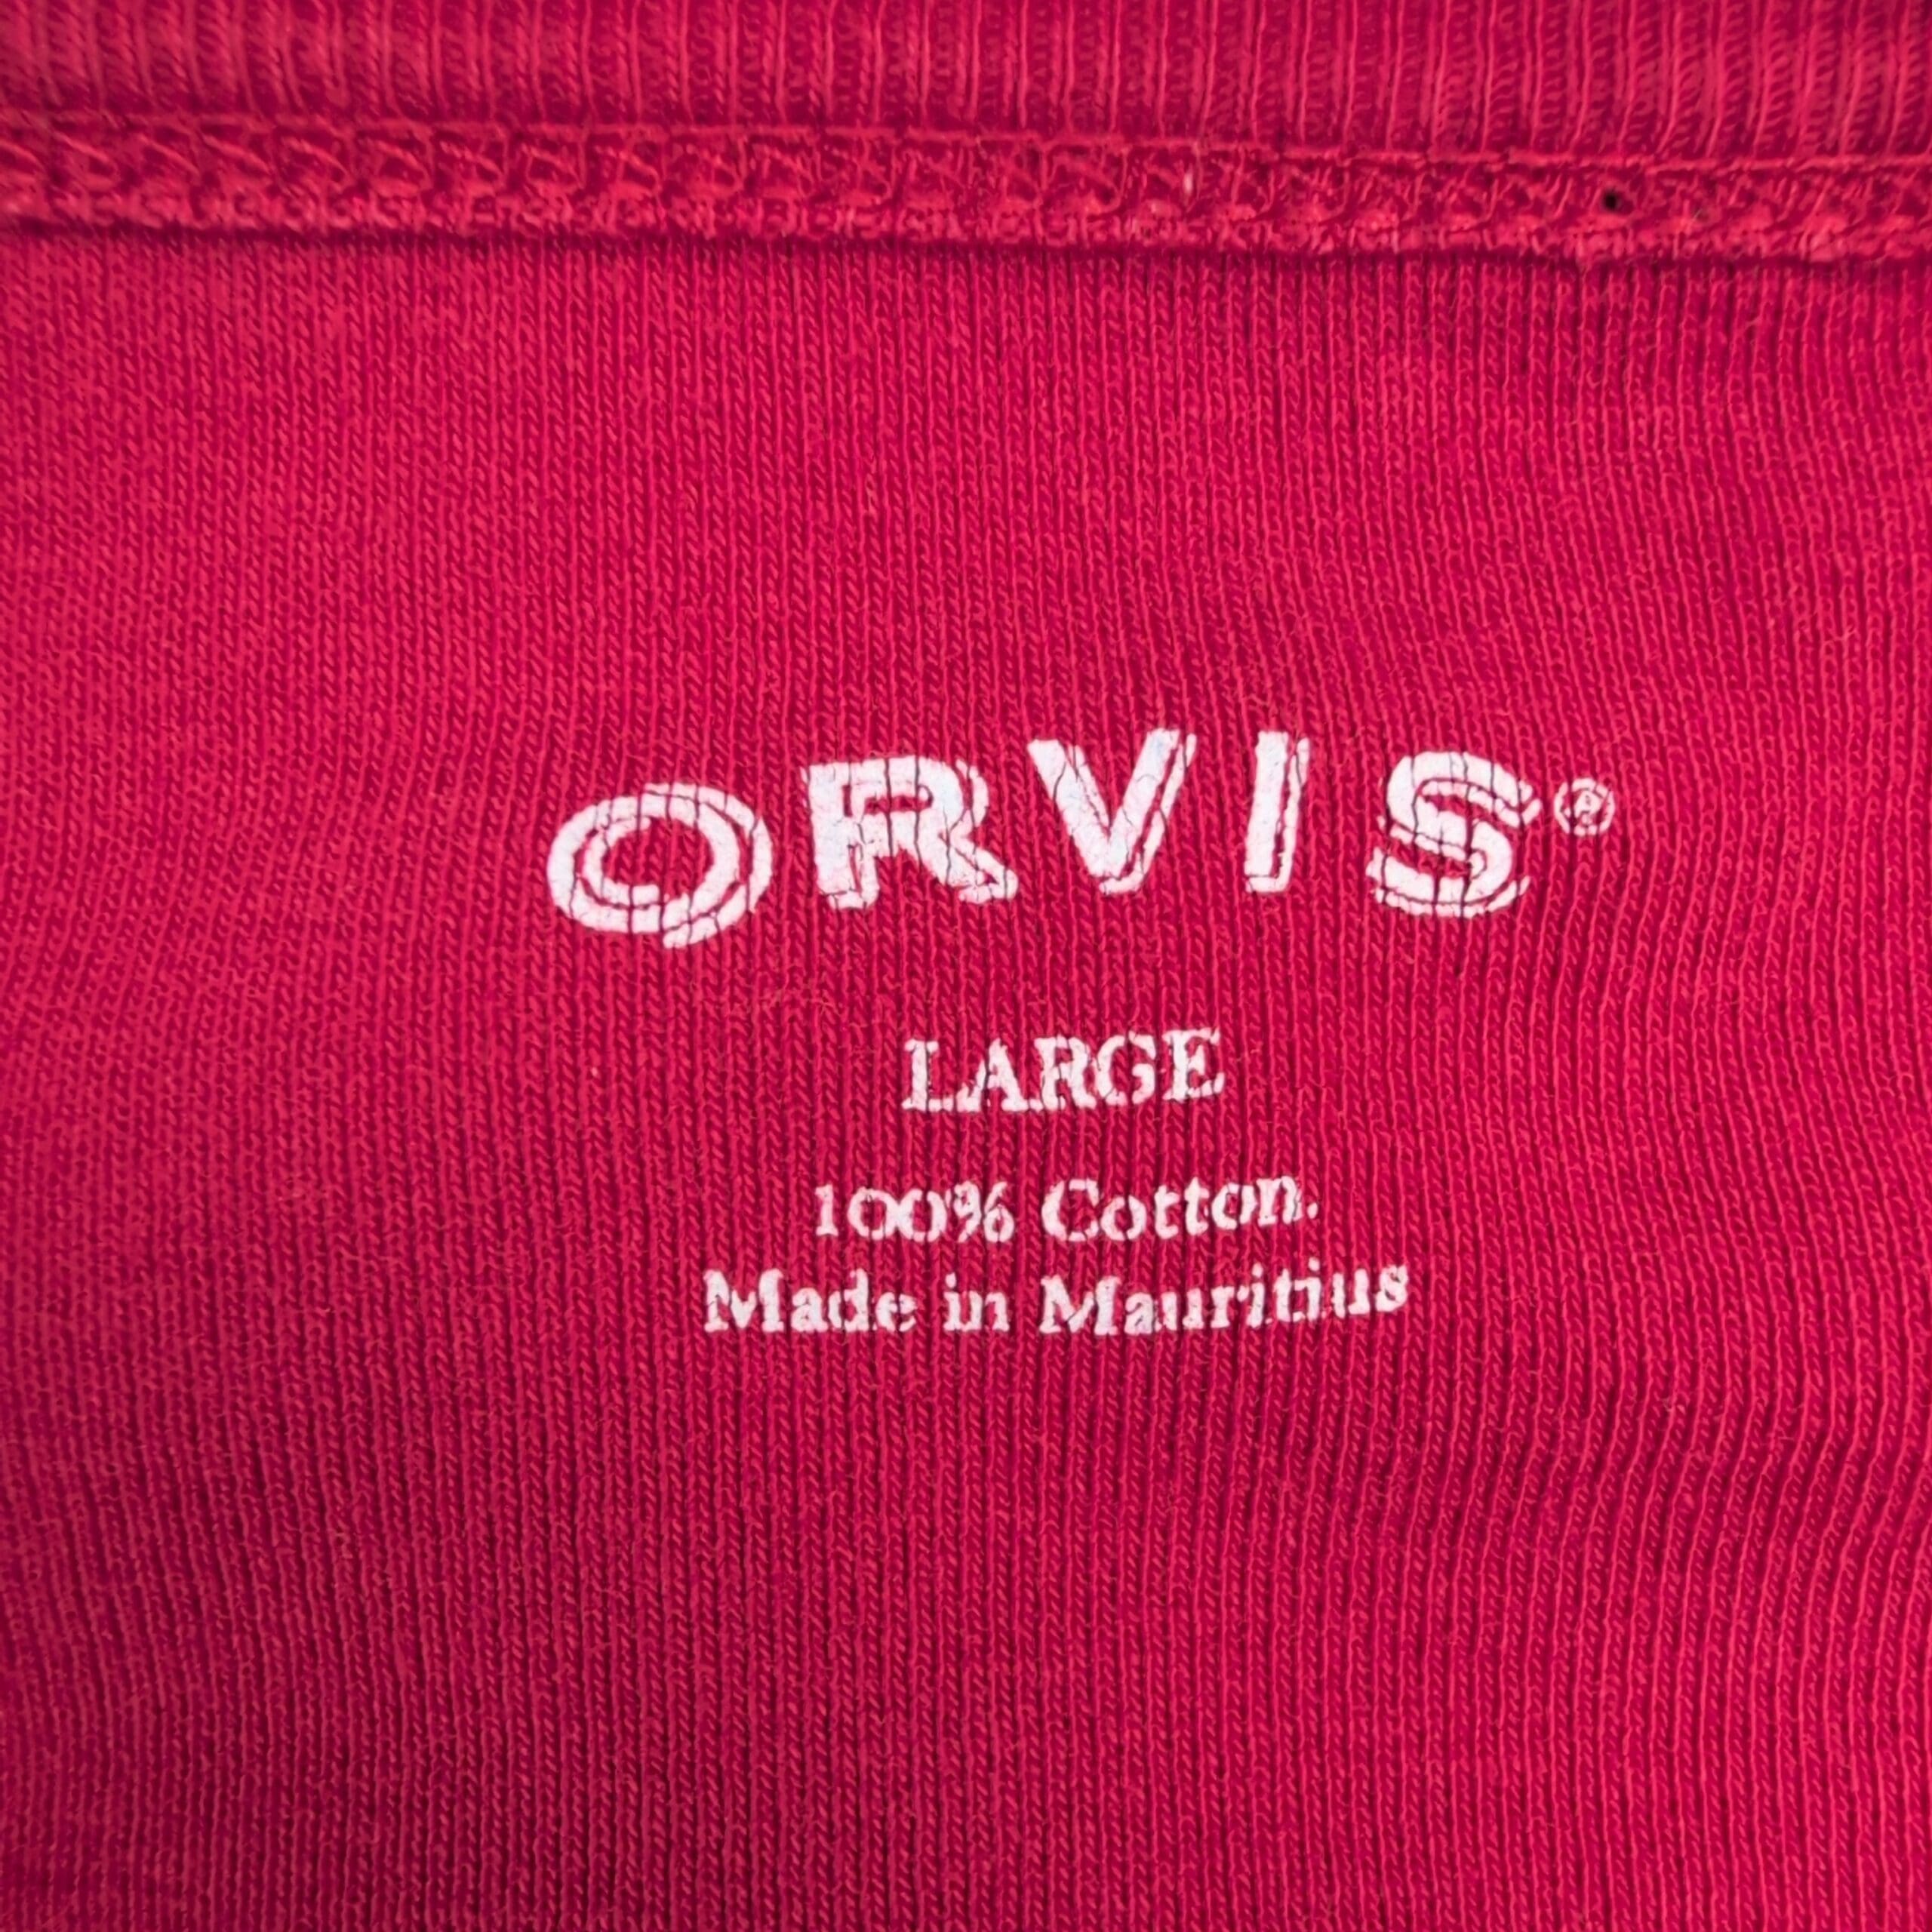 ORVIS®
LARGE
100% Cotton.
Made in Mauritius